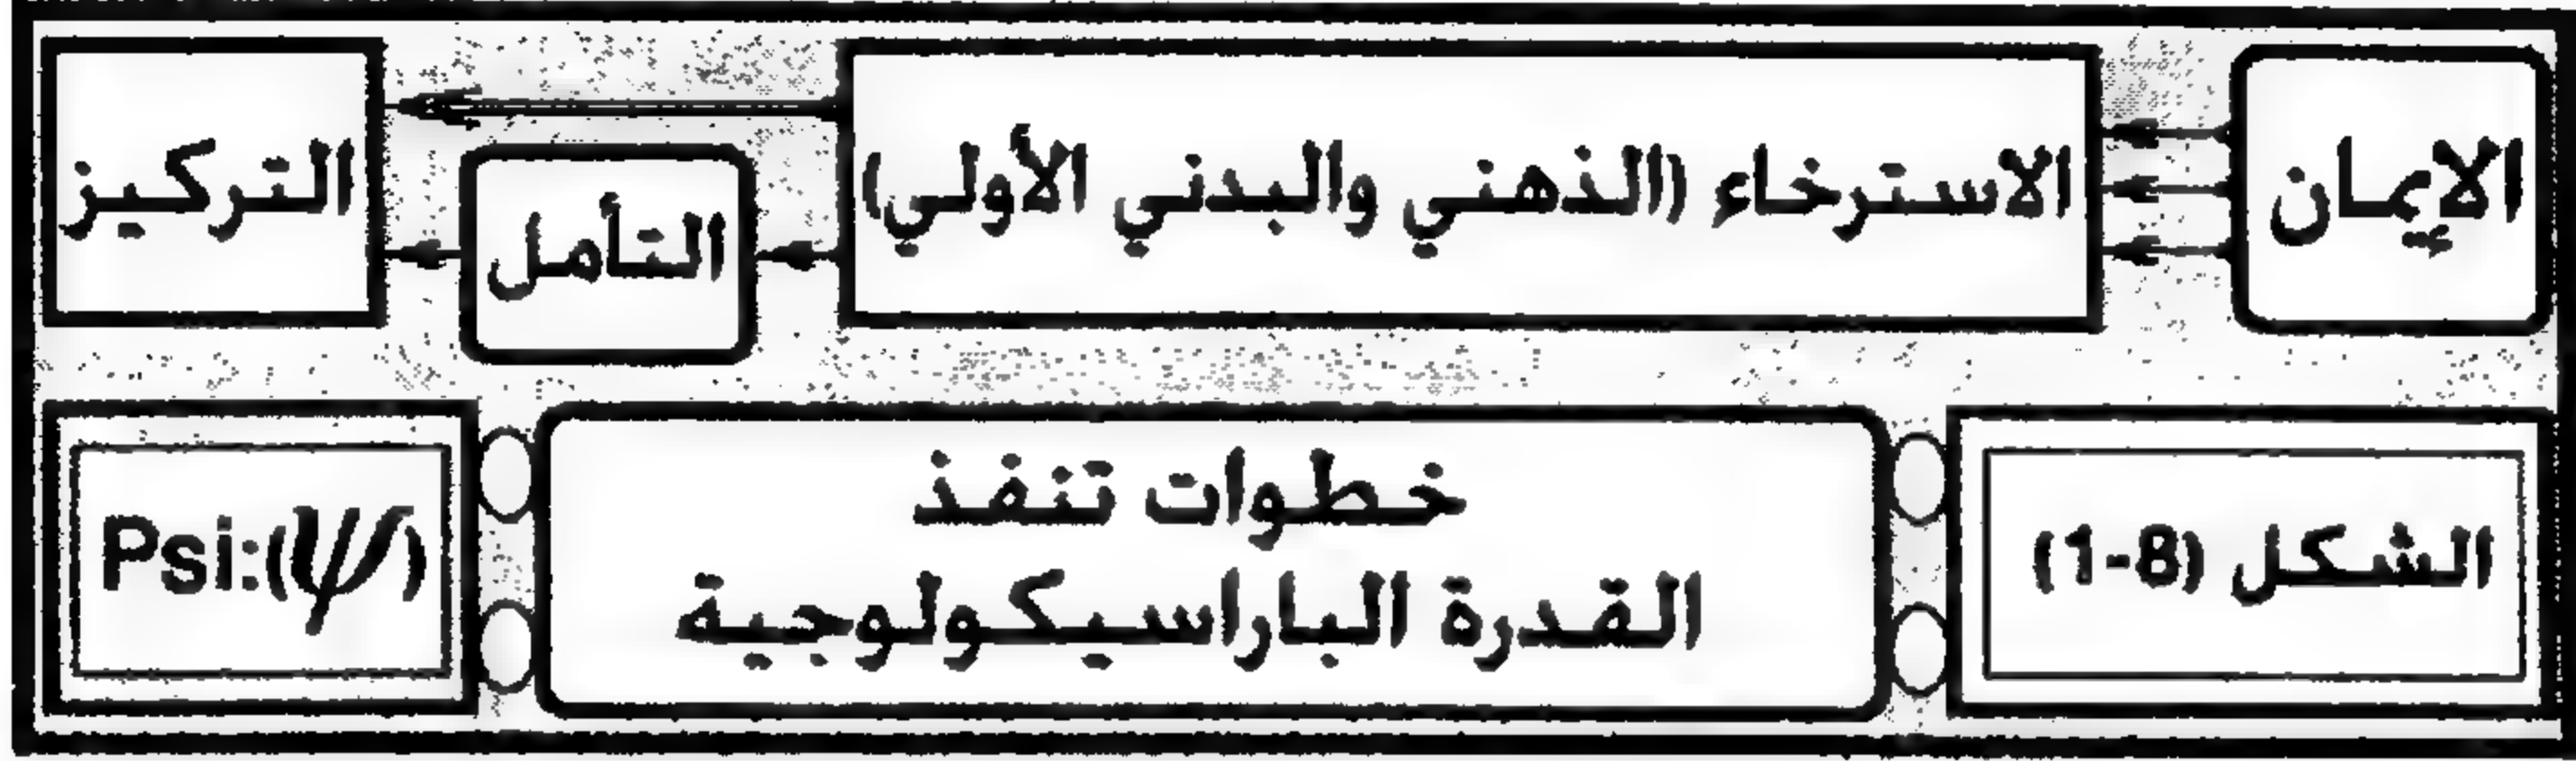 الإيمان
الاسترخاء (الذهني والبدني الأولي)
التأمل
التركيز
الشكل (8-1)
خطوات تنفذ
القدرة الباراسيكولوجية
Psi:(ψ)